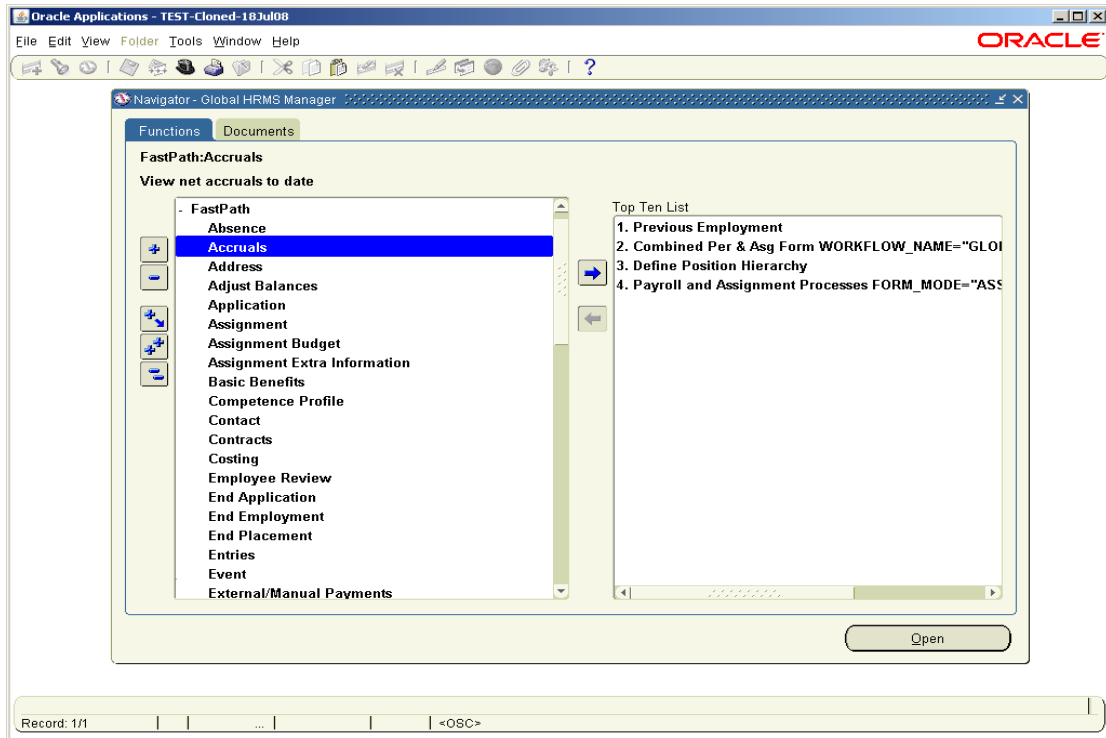 Oracle Applications - TEST-Cloned-18Jul08
File Edit View Folder Tools Window Help
ORACLE
Navigator - Global HRMS Manager
Functions Documents
FastPath:Accruals
View net accruals to date
- FastPath
Absence
Accruals
Address
Adjust Balances
Application
Assignment
Assignment Budget
Assignment Extra Information
Basic Benefits
Competence Profile
Contact
Contracts
Costing
Employee Review
End Application
End Employment
End Placement
Entries
Event
External/Manual Payments
Top Ten List
1. Previous Employment
2. Combined Per & Asg Form WORKFLOW_NAME="GLOI
3. Define Position Hierarchy
4. Payroll and Assignment Processes FORM_MODE="ASS
Open
Record: 1/1 ... <OSC>